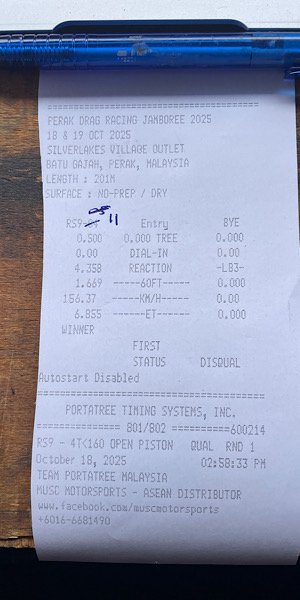 ================================================
PERAK DRAG RACING JAMBOREE 2025
18 & 19 OCT 2025
SILVERLAKES VILLAGE OUTLET
BATU GAJAH, PERAK, MALAYSIA
LENGTH : 201M
SURFACE : NO-PREP / DRY
RS9- 11 Entry BYE
0.500 0.000 TREE 0.000
0.00 DIAL-IN 0.00
4.358 REACTION -LB3-
1.669 ------60FT----- 0.000
156.37 ------KM/H----- 0.00
6.855 ------ET------- 0.000
WINNER
FIRST
STATUS DISQUAL
Autostart Disabled
================================================
PORTATREE TIMING SYSTEMS, INC.
================ B01/B02 ===========600214
RS9 - 4T<160 OPEN PISTON QUAL RND 1
October 18, 2025 02:58:33 PM
TEAM PORTATREE MALAYSIA
MUSC MOTORSPORTS - ASEAN DISTRIBUTOR
www.facebook.com/muscmotorsports
+6016-6681490